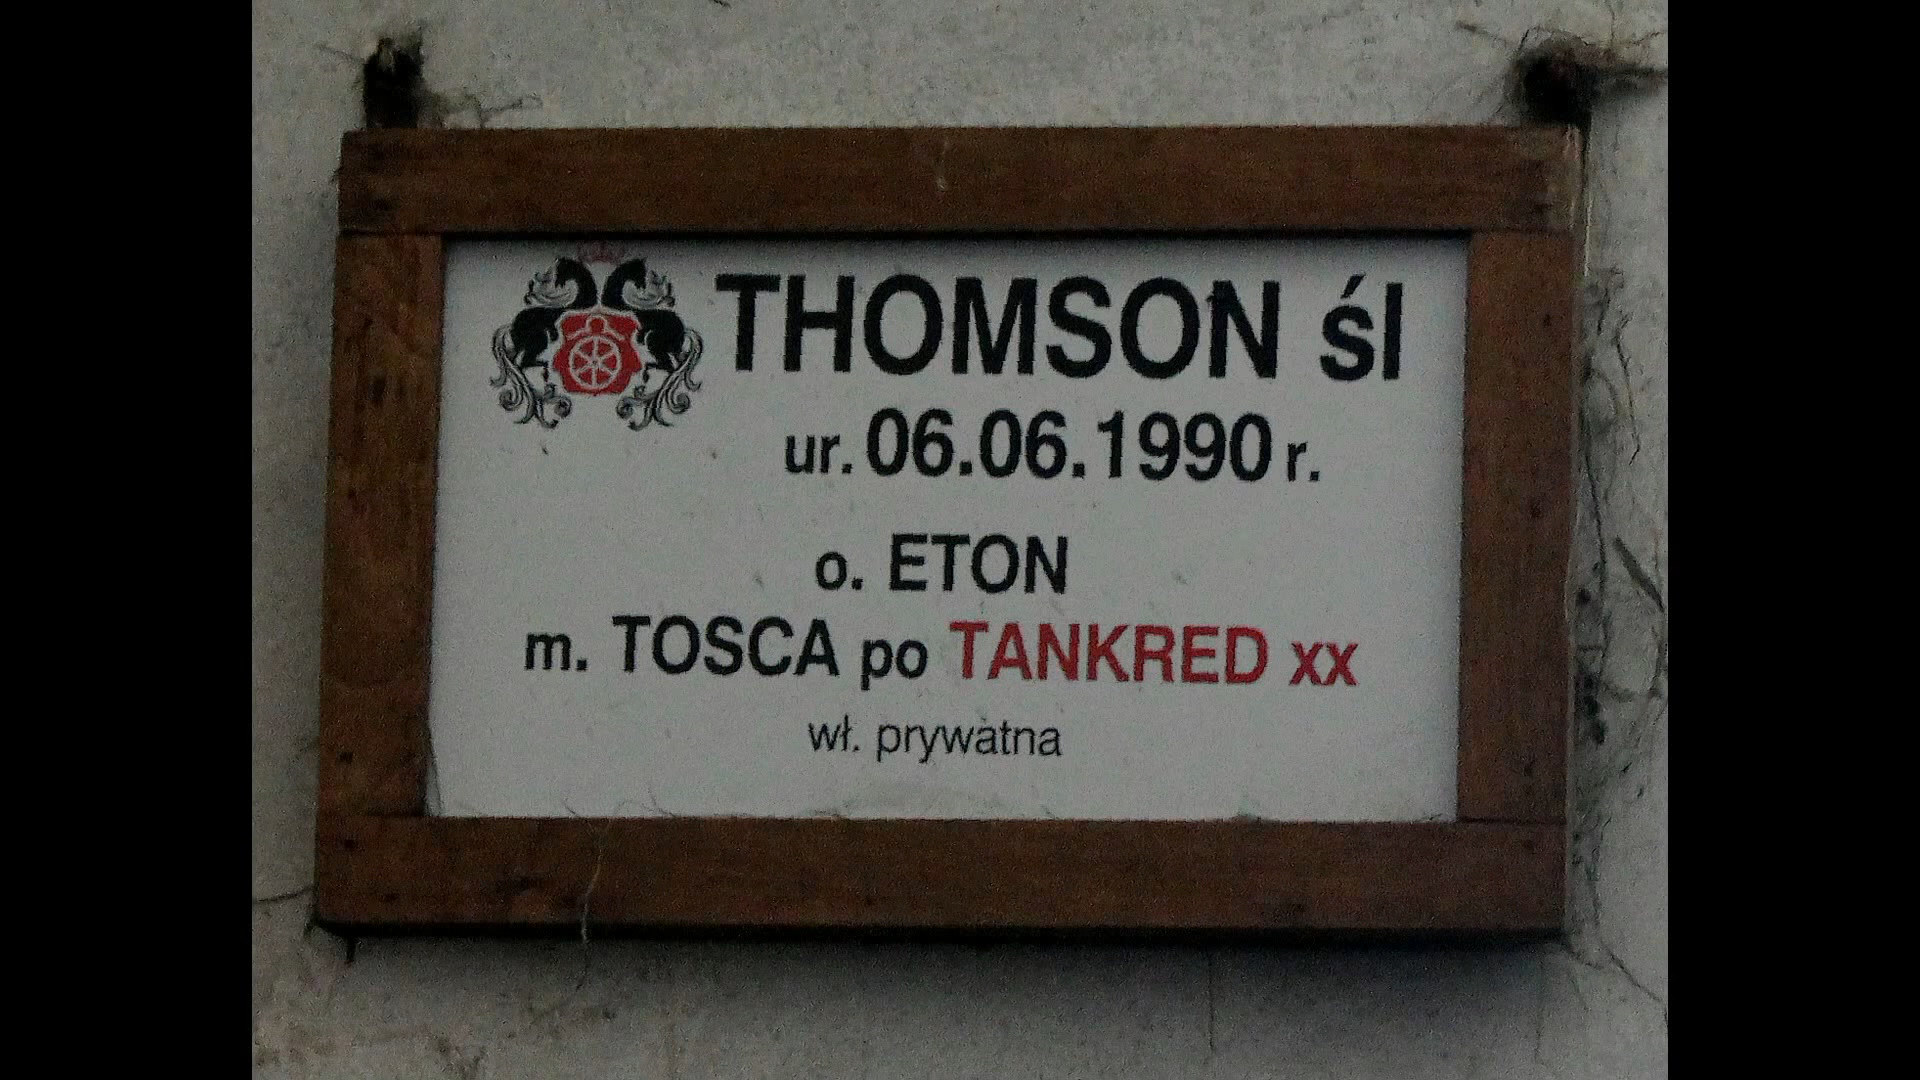 THOMSON śl
ur. 06.06.1990 r.
o. ETON
m. TOSCA po TANKRED xx
wł. prywatna